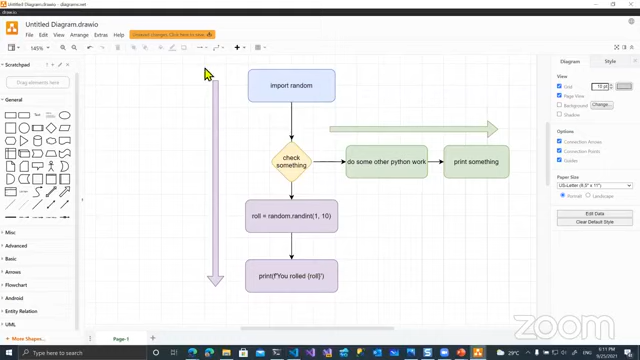 Untitled Diagram.drawio - diagrams.net
drawio
Untitled Diagram.drawio
File Edit View Arrange Extras Help
Unsaved changes. Click here to save.
145%
Scratchpad
Drag elements here
General
Text
Misc
Advanced
Basic
Arrows
Flowchart
Android
Entity Relation
UML
+ More Shapes...
import random
check
something
do some other python work
print something
roll = random.randint(1, 10)
print(f"You rolled {roll}")
Page-1
Diagram
Style
View
Grid
10 pt
Page View
Background
Change...
Shadow
Options
Connection Arrows
Connection Points
Guides
Paper Size
US-Letter (8,5" x 11")
Portrait
Landscape
Edit Data
Clear Default Style
zoom
Type here to search
29°C
ENG
6:11 PM
9/25/2021